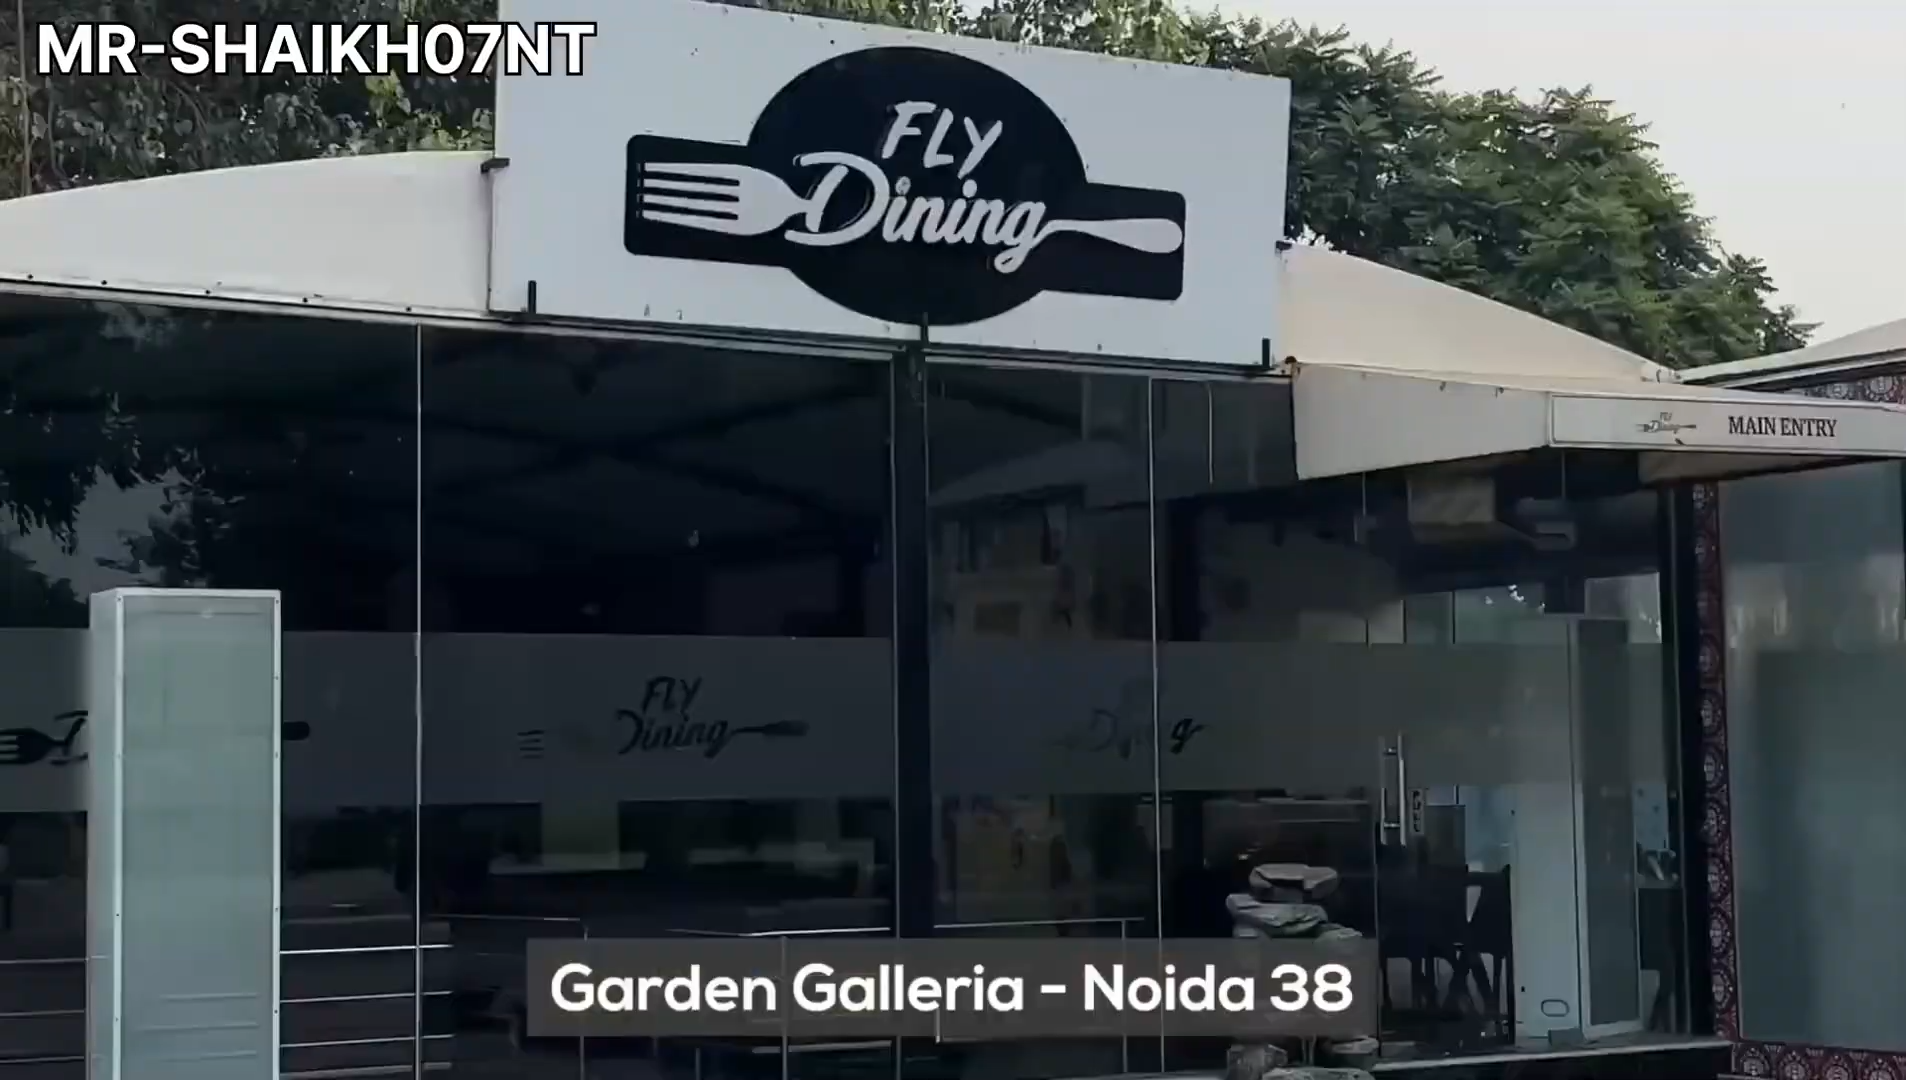 MR-SHAIKH07NT
FLY
Dining
FLY
Dining
MAIN ENTRY
FLY
Dining
Dining
Garden Galleria - Noida 38